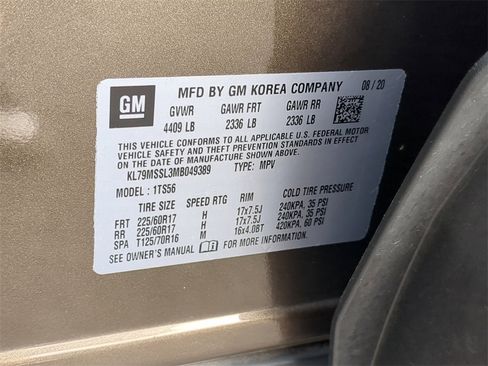 GM
MFD BY GM KOREA COMPANY 08/20
GVWR GAWR FRT GAWR RR
4409 LB 2336 LB 2336 LB
THIS VEHICLE CONFORMS TO ALL APPLICABLE U.S. FEDERAL MOTOR
VEHICLE SAFETY AND THEFT PREVENTION STANDARDS IN EFFECT
ON THE DATE OF MANUFACTURE SHOWN ABOVE.
KL79MSSL3MB049389 TYPE: MPV
MODEL : 1TS56
TIRE SIZE SPEED RTG RIM COLD TIRE PRESSURE
FRT 225/60R17 H 17x7.5J 240KPA, 35 PSI
RR 225/60R17 H 17x7.5J 240KPA, 35 PSI
SPA T125/70R16 M 16x4.0BT 420KPA, 60 PSI
SEE OWNER'S MANUAL FOR MORE INFORMATION.